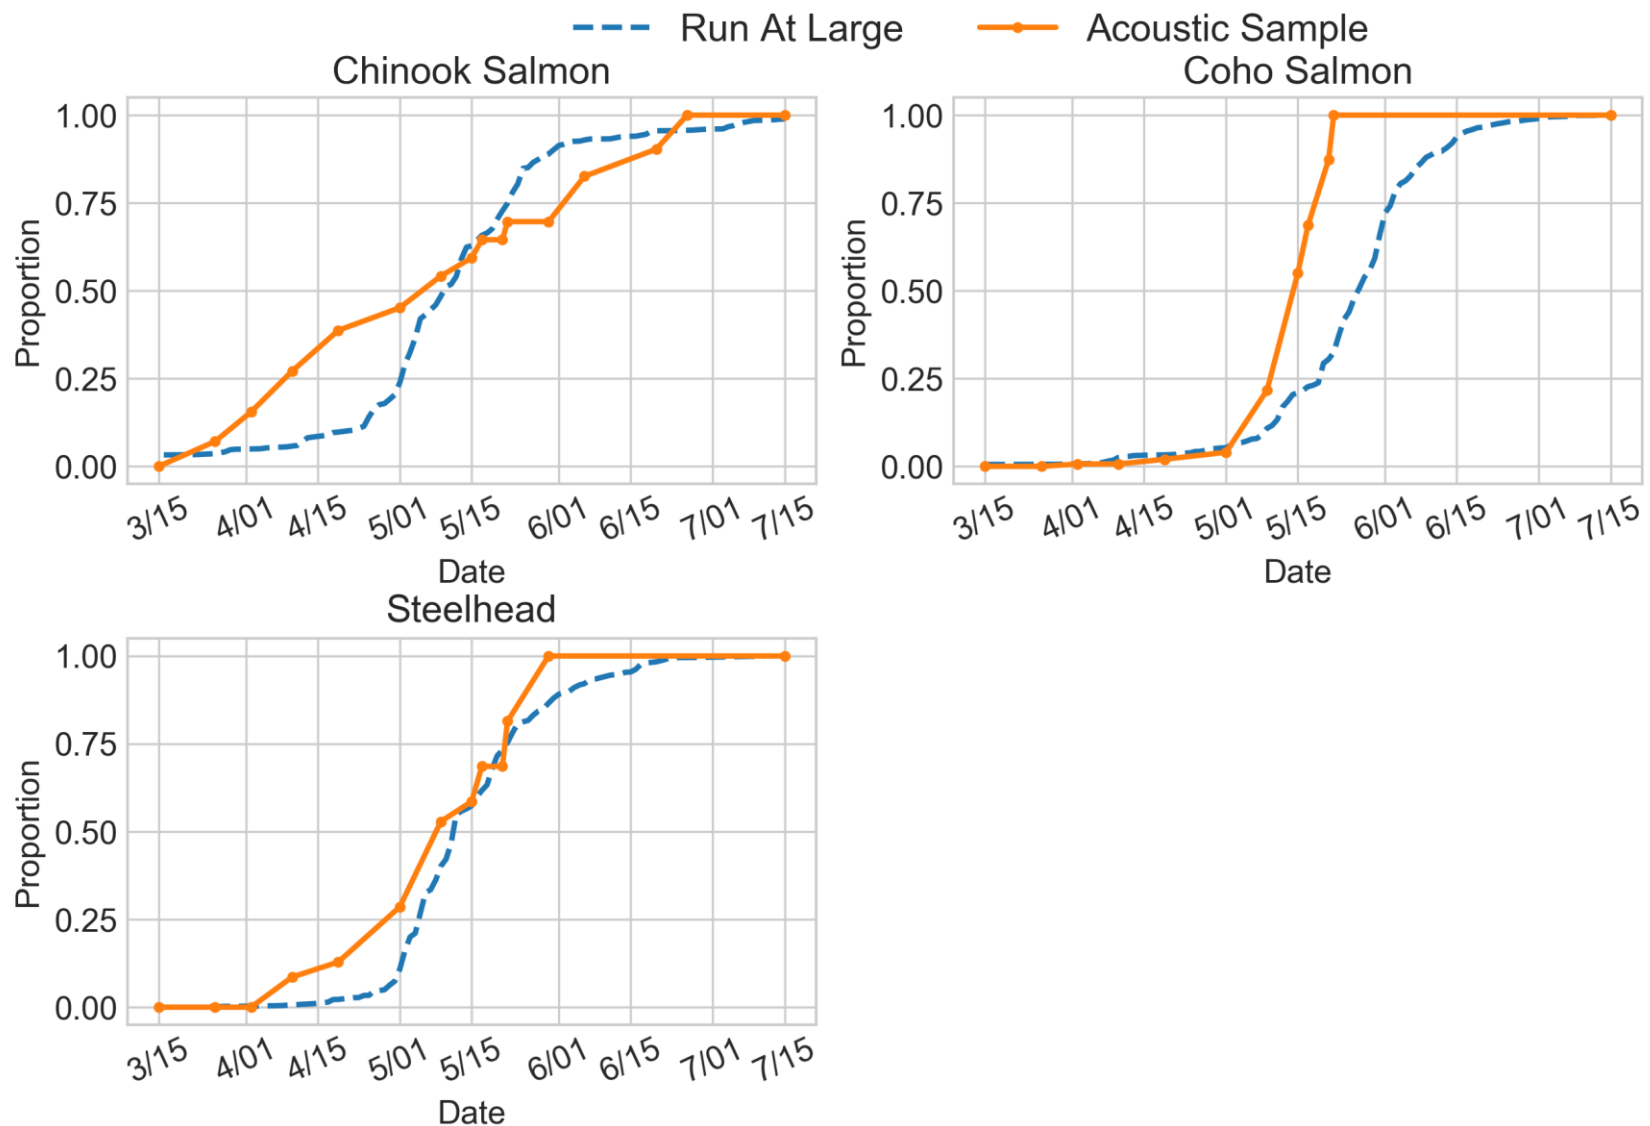 Run At Large Acoustic Sample
Chinook Salmon
1.00
0.75
0.50
0.25
0.00
Proportion
3/15 4/01 4/15 5/01 5/15 6/01 6/15 7/01 7/15
Date
Coho Salmon
1.00
0.75
0.50
0.25
0.00
Proportion
3/15 4/01 4/15 5/01 5/15 6/01 6/15 7/01 7/15
Date
Steelhead
1.00
0.75
0.50
0.25
0.00
Proportion
3/15 4/01 4/15 5/01 5/15 6/01 6/15 7/01 7/15
Date